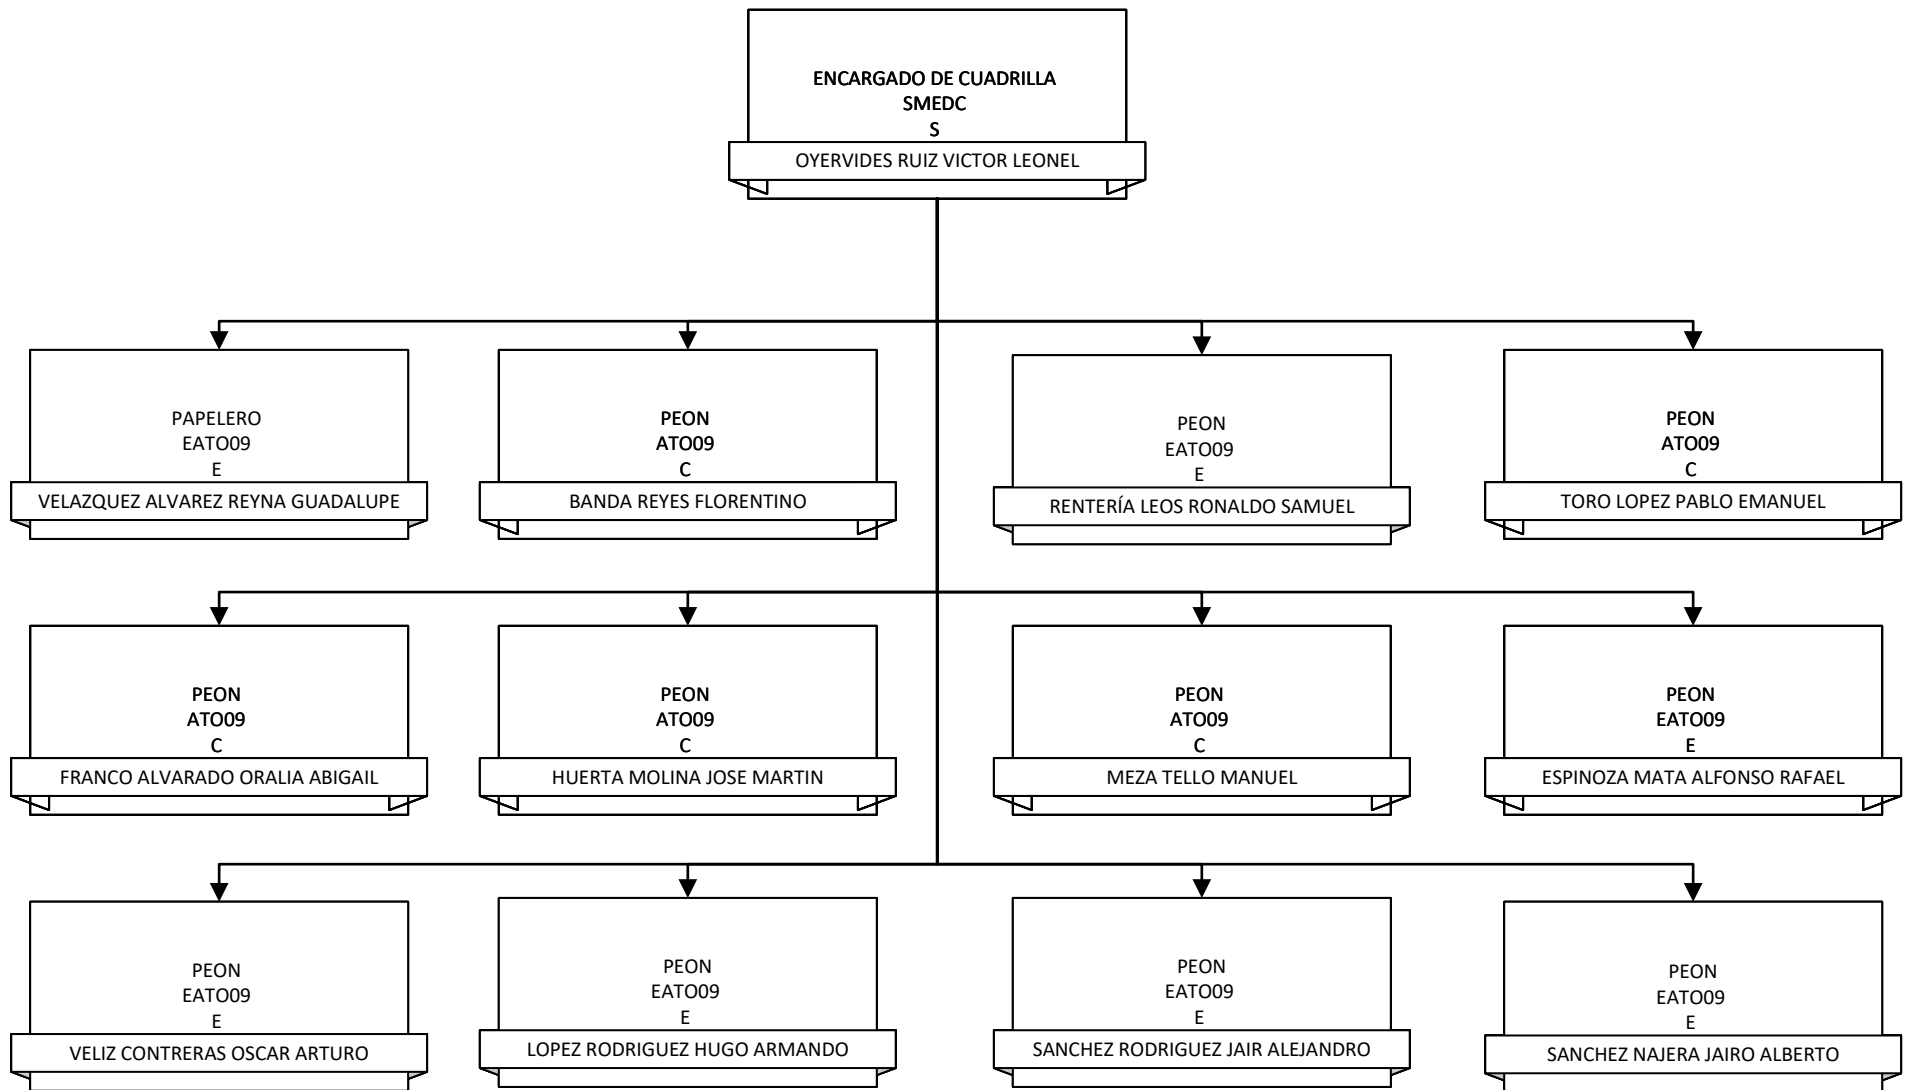 ENCARGADO DE CUADRILLA
SMEDC
S
OYERVIDES RUIZ VICTOR LEONEL
PAPELERO
EATO09
E
VELAZQUEZ ALVAREZ REYNA GUADALUPE
PEON
ATO09
C
BANDA REYES FLORENTINO
PEON
EATO09
E
RENTERÍA LEOS RONALDO SAMUEL
PEON
ATO09
C
TORO LOPEZ PABLO EMANUEL
PEON
ATO09
C
FRANCO ALVARADO ORALIA ABIGAIL
PEON
ATO09
C
HUERTA MOLINA JOSE MARTIN
PEON
ATO09
C
MEZA TELLO MANUEL
PEON
EATO09
E
ESPINOZA MATA ALFONSO RAFAEL
PEON
EATO09
E
VELIZ CONTRERAS OSCAR ARTURO
PEON
EATO09
E
LOPEZ RODRIGUEZ HUGO ARMANDO
PEON
EATO09
E
SANCHEZ RODRIGUEZ JAIR ALEJANDRO
PEON
EATO09
E
SANCHEZ NAJERA JAIRO ALBERTO